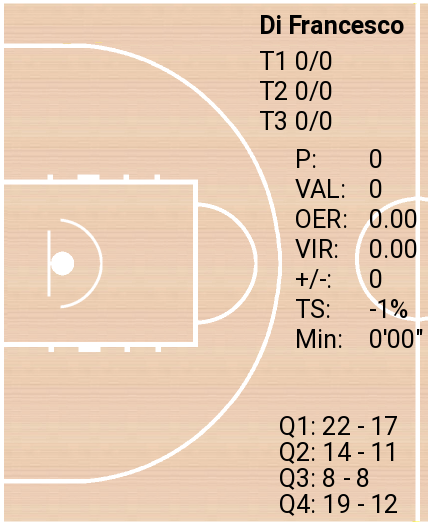 Di Francesco
T1 0/0
T2 0/0
T3 0/0
P: 0
VAL: 0
OER: 0.00
VIR: 0.00
+/-: 0
TS: -1%
Min: 0'00"
Q1: 22 - 17
Q2: 14 - 11
Q3: 8 - 8
Q4: 19 - 12